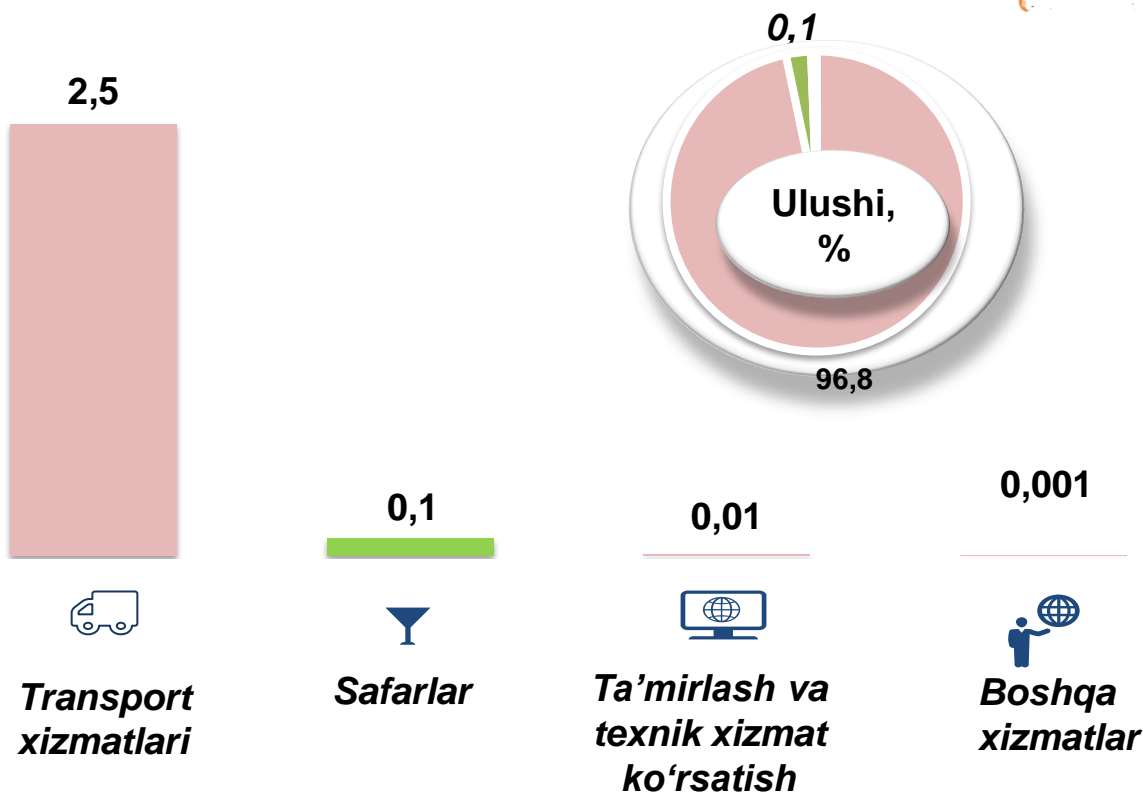 0,1
2,5
Ulushi,
%
96,8
0,1
0,01
0,001
Transport
xizmatlari
Safarlar
Ta’mirlash va
texnik xizmat
ko‘rsatish
Boshqa
xizmatlar